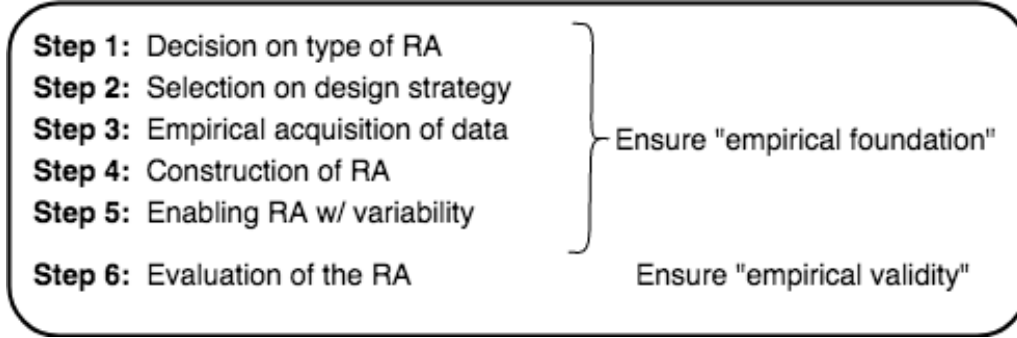 Step 1: Decision on type of RA
Step 2: Selection on design strategy
Step 3: Empirical acquisition of data
Ensure "empirical foundation"
Step 4: Construction of RA
Step 5: Enabling RA w/ variability
Step 6: Evaluation of the RA
Ensure "empirical validity"